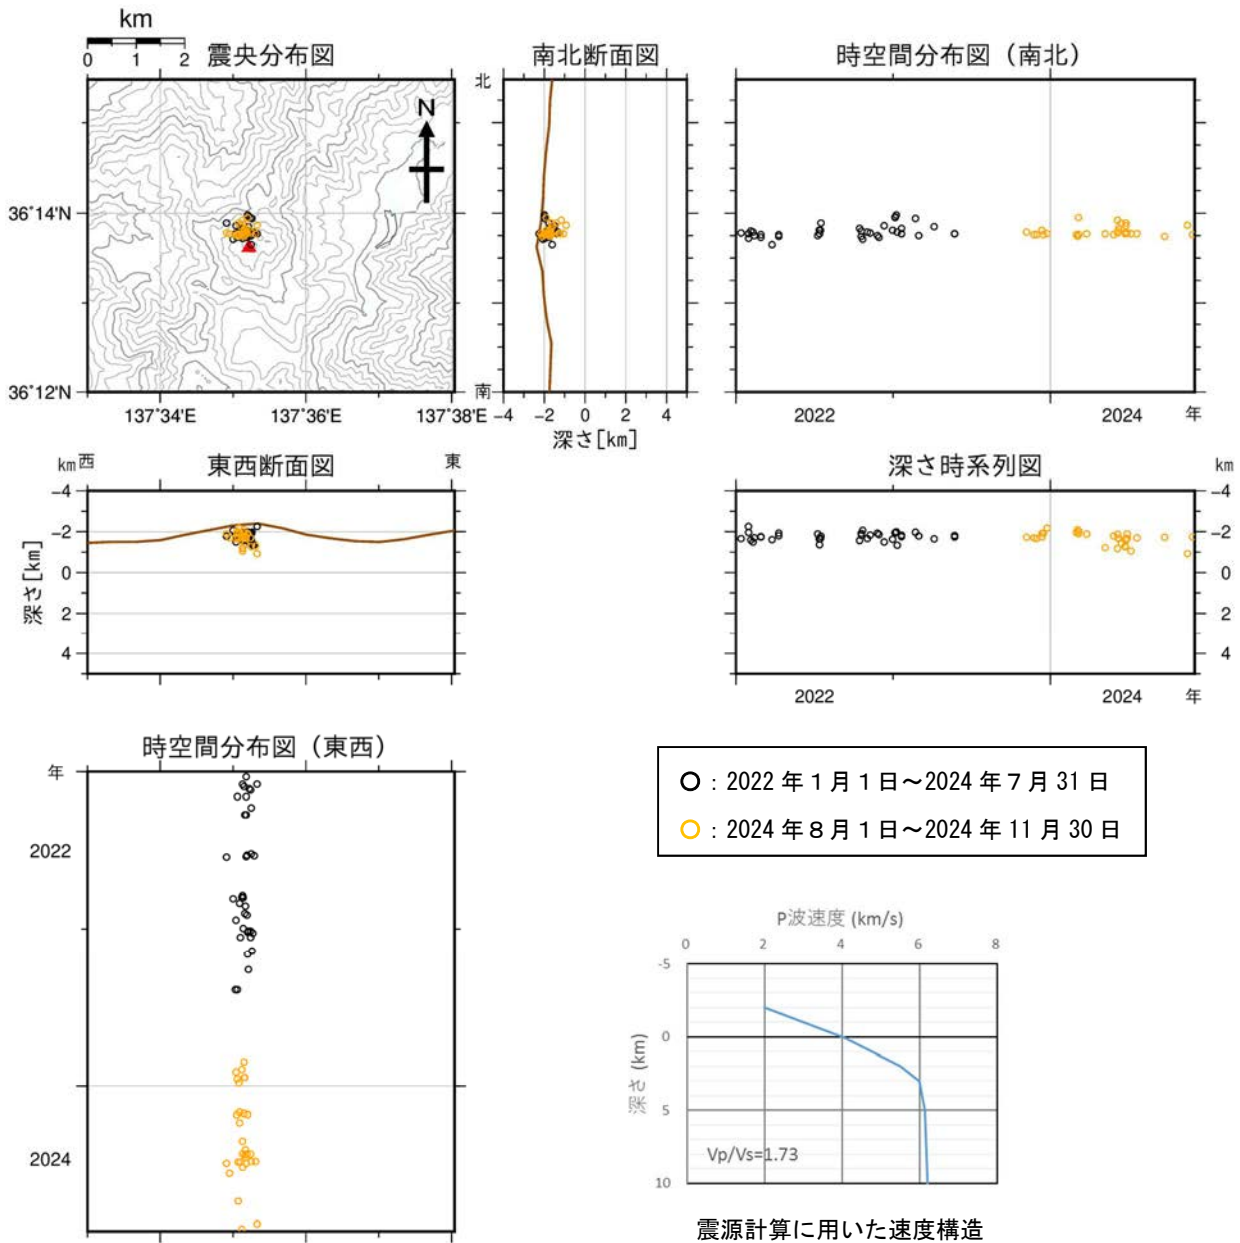 km
0 1 2
震央分布図
南北断面図
時空間分布図（南北）
北
N
36°14'N
36°12'N
南
137°34'E 137°36'E 137°38'E
-4 -2 0 2 4
深さ[km]
2022 2024 年
km 西 東西断面図 東
深さ時系列図 km
-4
-2
0
2
4
深さ[km]
-4
-2
0
2
4
2022 2024 年
時空間分布図（東西）
年
2022
2024
○：2022年1月1日～2024年7月31日
○：2024年8月1日～2024年11月30日
P波速度 (km/s)
0 2 4 6 8
-5
0
5
10
深さ (km)
Vp/Vs=1.73
震源計算に用いた速度構造